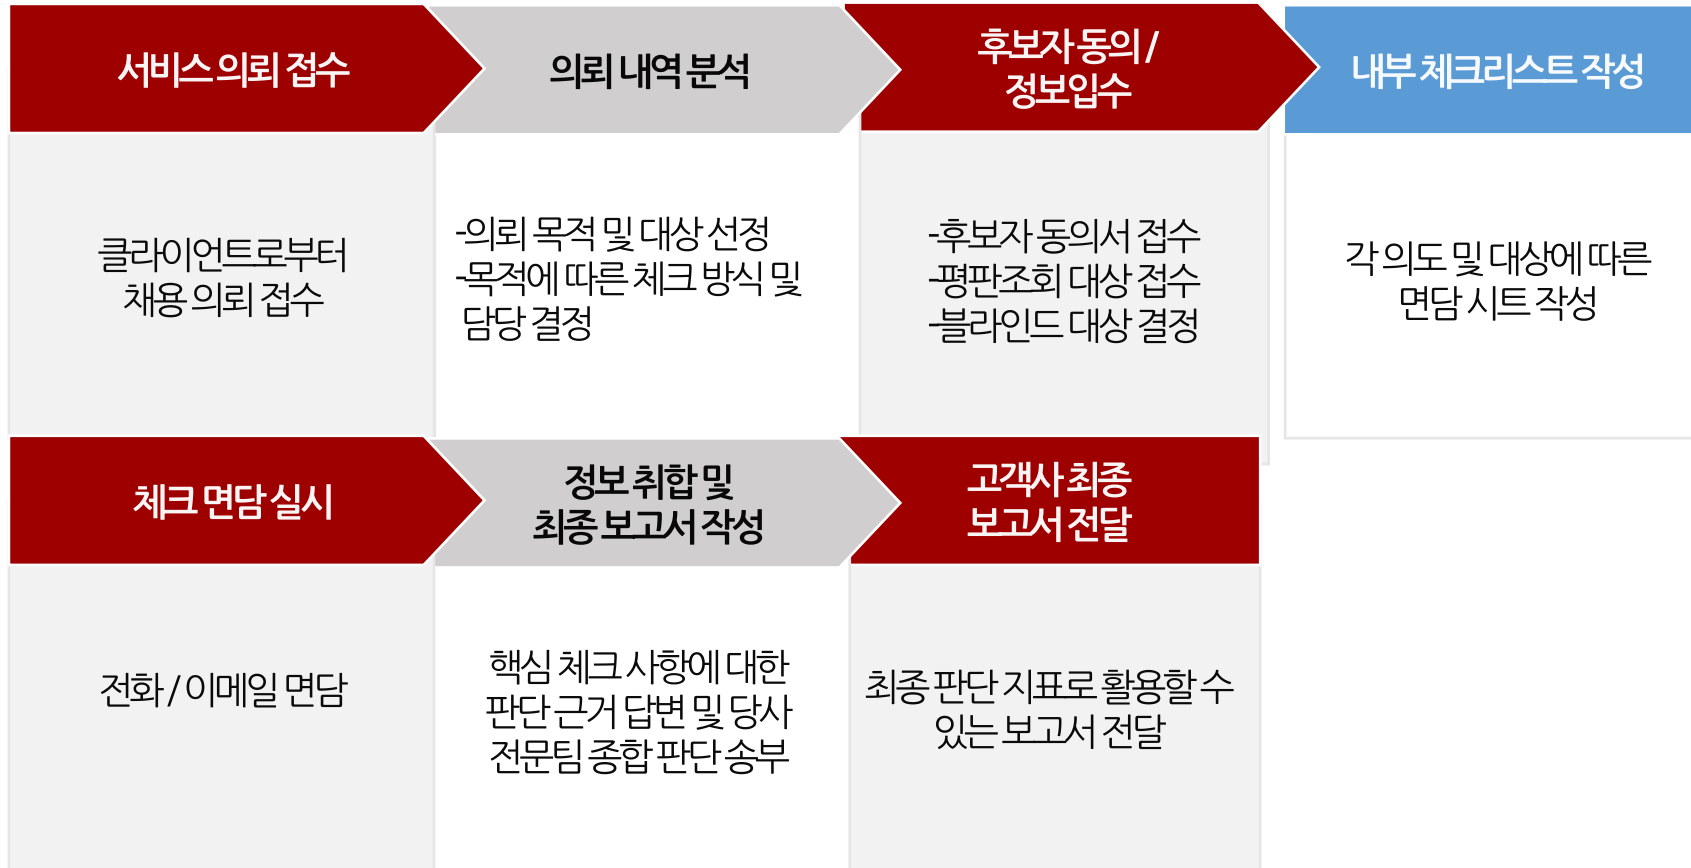 서비스 의뢰 접수
클라이언트로부터
채용 의뢰 접수
의뢰 내역 분석
-의뢰 목적 및 대상 선정
-목적에 따른 체크 방식 및
담당 결정
후보자 동의 /
정보입수
-후보자 동의서 접수
-평판조회 대상 접수
-블라인드 대상 결정
내부 체크리스트 작성
각 의도 및 대상에 따른
면담 시트 작성
체크 면담 실시
전화 / 이메일 면담
정보 취합 및
최종 보고서 작성
핵심 체크 사항에 대한
판단 근거 답변 및 당사
전문팀 종합 판단 송부
고객사 최종
보고서 전달
최종 판단 지표로 활용할 수
있는 보고서 전달